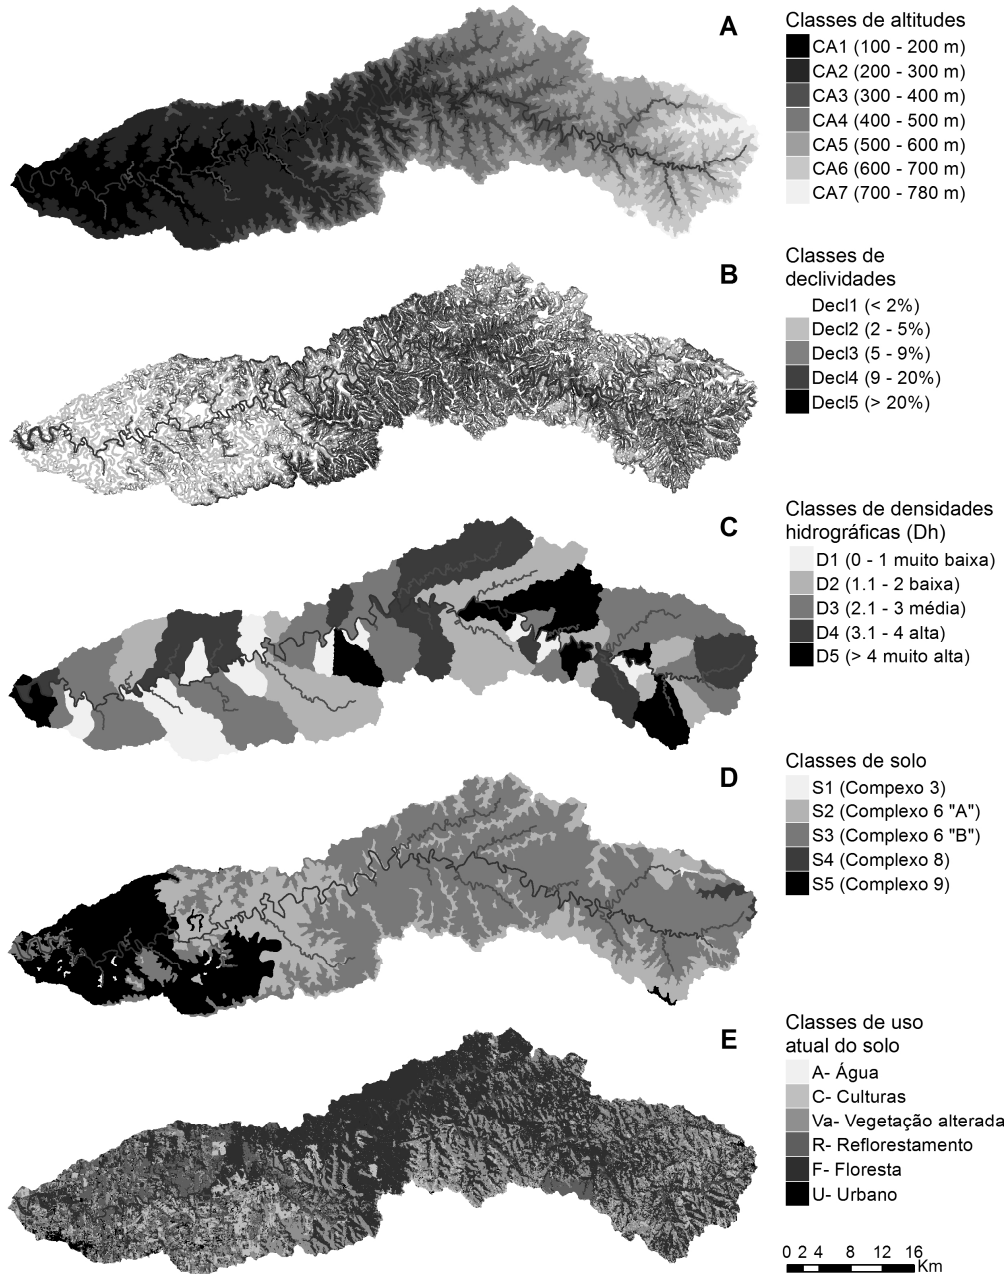 A
Classes de altitudes
CA1 (100 - 200 m)
CA2 (200 - 300 m)
CA3 (300 - 400 m)
CA4 (400 - 500 m)
CA5 (500 - 600 m)
CA6 (600 - 700 m)
CA7 (700 - 780 m)
B
Classes de
declividades
Decl1 (< 2%)
Decl2 (2 - 5%)
Decl3 (5 - 9%)
Decl4 (9 - 20%)
Decl5 (> 20%)
C
Classes de densidades
hidrográficas (Dh)
D1 (0 - 1 muito baixa)
D2 (1.1 - 2 baixa)
D3 (2.1 - 3 média)
D4 (3.1 - 4 alta)
D5 (> 4 muito alta)
D
Classes de solo
S1 (Compexo 3)
S2 (Complexo 6 "A")
S3 (Complexo 6 "B")
S4 (Complexo 8)
S5 (Complexo 9)
E
Classes de uso
atual do solo
A- Água
C- Culturas
Va- Vegetação alterada
R- Reflorestamento
F- Floresta
U- Urbano
0 2 4 8 12 16
Km